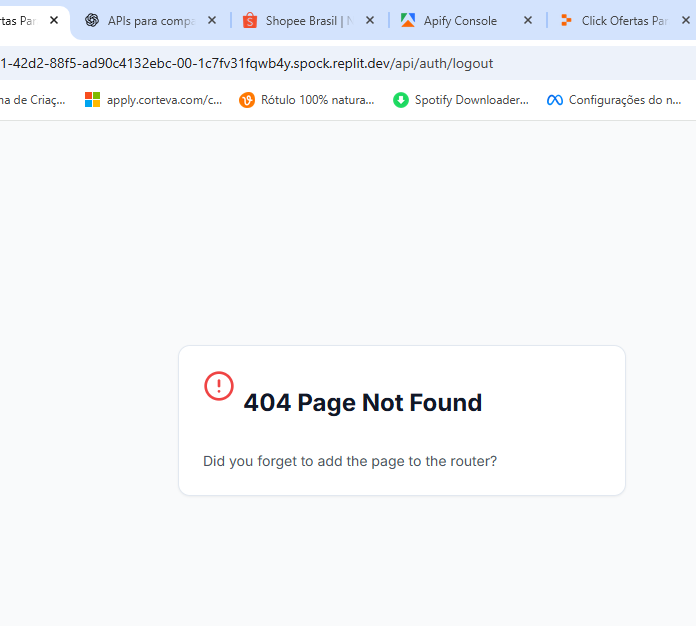 rtas Par
APIs para compa
Shopee Brasil | N
Apify Console
Click Ofertas Par
1-42d2-88f5-ad90c4132ebc-00-1c7fv31fqwb4y.spock.replit.dev/api/auth/logout
na de Criaç...
apply.corteva.com/c...
Rótulo 100% natura...
Spotify Downloader...
Configurações do n...
404 Page Not Found
Did you forget to add the page to the router?